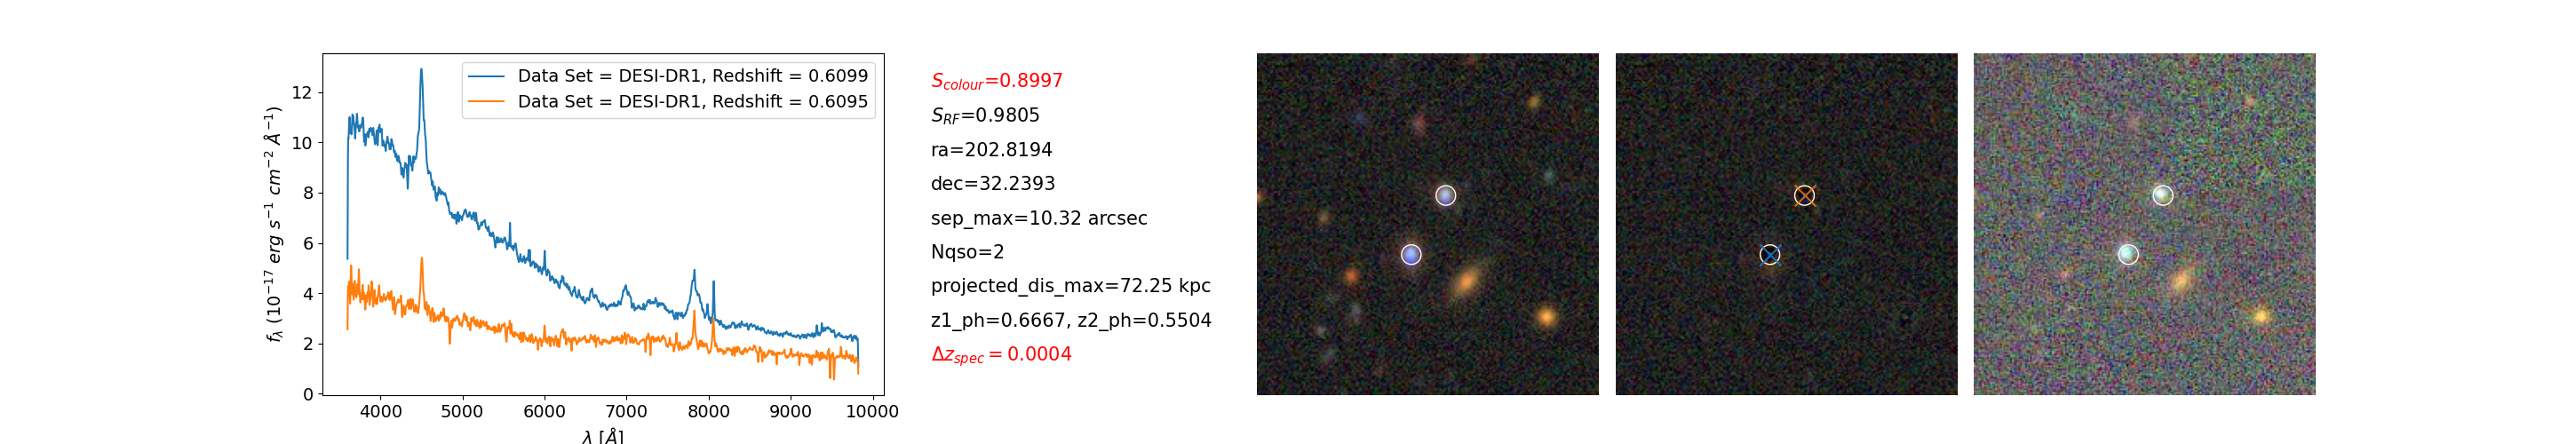 Data Set = DESI-DR1, Redshift = 0.6099
Data Set = DESI-DR1, Redshift = 0.6095
12
10
8
6
4
2
0
4000 5000 6000 7000 8000 9000 10000
λ [Å]
f_λ (10⁻¹⁷ erg s⁻¹ cm⁻² Å⁻¹)
S_colour=0.8997
S_RF=0.9805
ra=202.8194
dec=32.2393
sep_max=10.32 arcsec
Nqso=2
projected_dis_max=72.25 kpc
z1_ph=0.6667, z2_ph=0.5504
Δz_spec = 0.0004